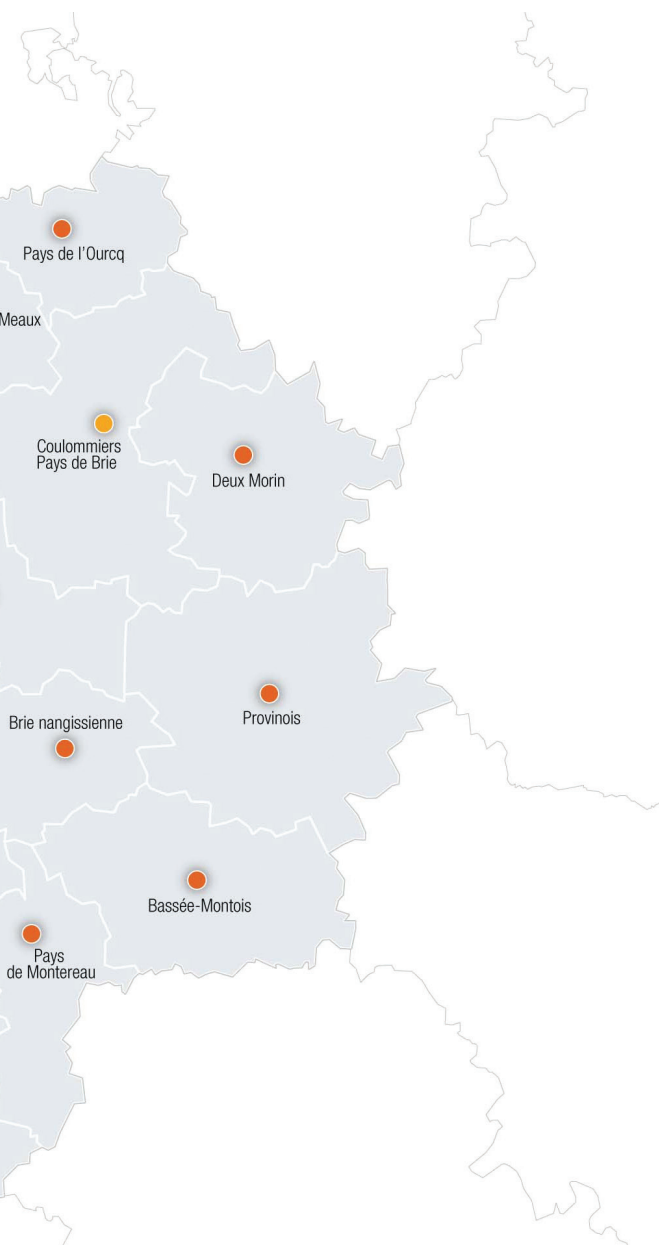 Pays de l'Ourcq
Meaux
Coulommiers
Pays de Brie
Deux Morin
Brie nangissienne
Provinois
Bassée-Montois
Pays
de Montereau